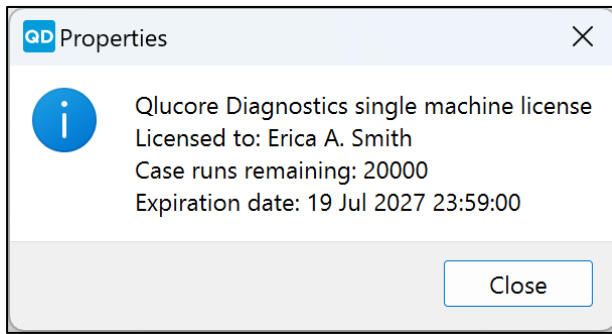 QD Properties
Qlucore Diagnostics single machine license
Licensed to: Erica A. Smith
Case runs remaining: 20000
Expiration date: 19 Jul 2027 23:59:00
Close